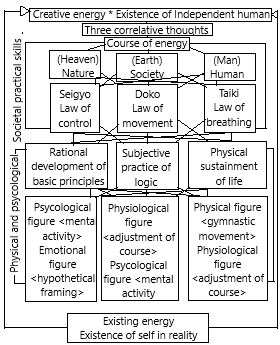 Creative energy * Existence of Independent human
Three correlative thoughts
Course of energy
(Heaven)
Nature
(Earth)
Society
(Man)
Human
Seigyo
Law of
control
Doko
Law of
movement
Taiki
Law of
breathing
Societal practical skills
Rational
development of
basic principles
Subjective
practice of
logic
Physical
sustainment
of life
Physical and psycological
Psycological
figure <mental
activity>
Emotional
figure
<hypothetical
framing>
Physiological
figure
<adjustment of
course>
Psycological
figure <mental
activity
Physical figure
<gymnastic
movement>
Physiological
figure
<adjustment of
course>
Existing energy
Existence of self in reality